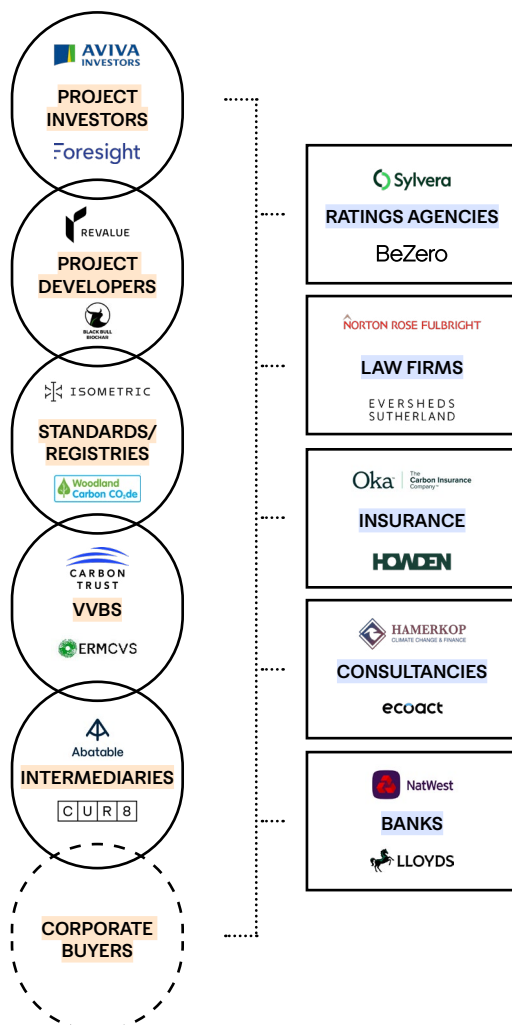 AVIVA
INVESTORS
PROJECT
INVESTORS
Foresight
REVALUE
PROJECT
DEVELOPERS
BLACK BULL
BIOCHAR
ISOMETRIC
STANDARDS/
REGISTRIES
Woodland
Carbon CO₂de
CARBON
TRUST
VVBS
ERMCVS
Abatable
INTERMEDIARIES
CUR8
CORPORATE
BUYERS
Sylvera
RATINGS AGENCIES
BeZero
NORTON ROSE FULBRIGHT
LAW FIRMS
EVERSHEDS
SUTHERLAND
Oka™ The
Carbon Insurance
Company™
INSURANCE
HOWDEN
HAMERKOP
CLIMATE CHANGE & FINANCE
CONSULTANCIES
ecoact
NatWest
BANKS
LLOYDS